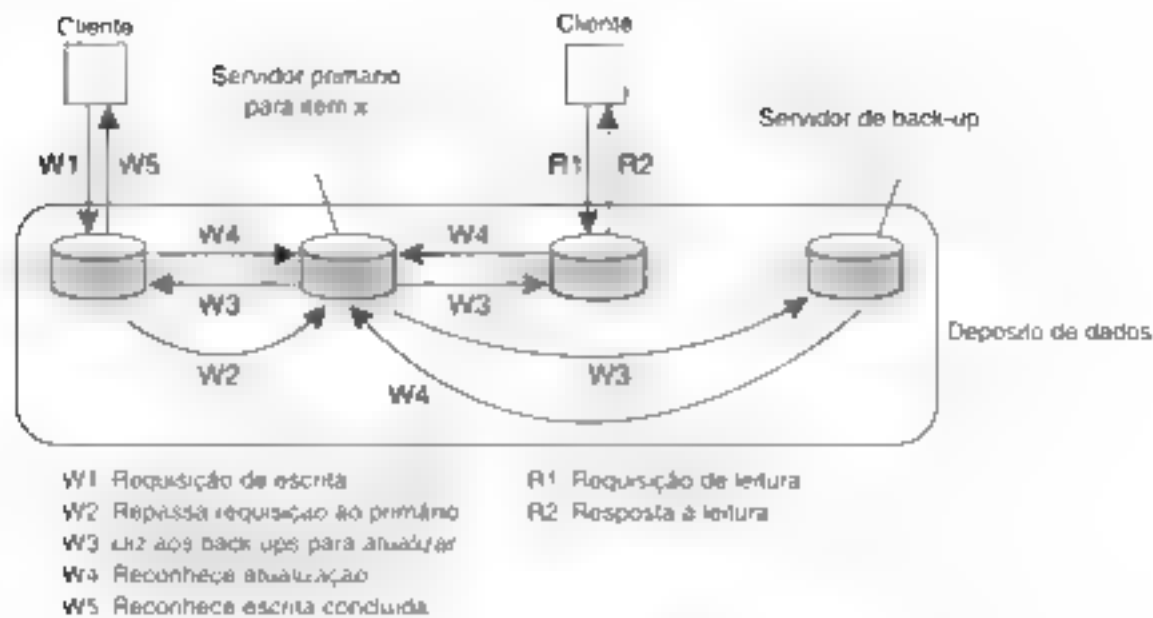 Cliente
Cliente
Servidor primário
para item x
Servidor de back-up
W1
W5
R1
R2
W4
W4
W3
W3
W2
W3
W4
Depósito de dados
W1 Requisição de escrita
W2 Repassa requisição ao primário
W3 Diz aos back ups para atualizar
W4 Reconhece atualização
W5 Reconhece escrita concluída
R1 Requisição de leitura
R2 Resposta à leitura